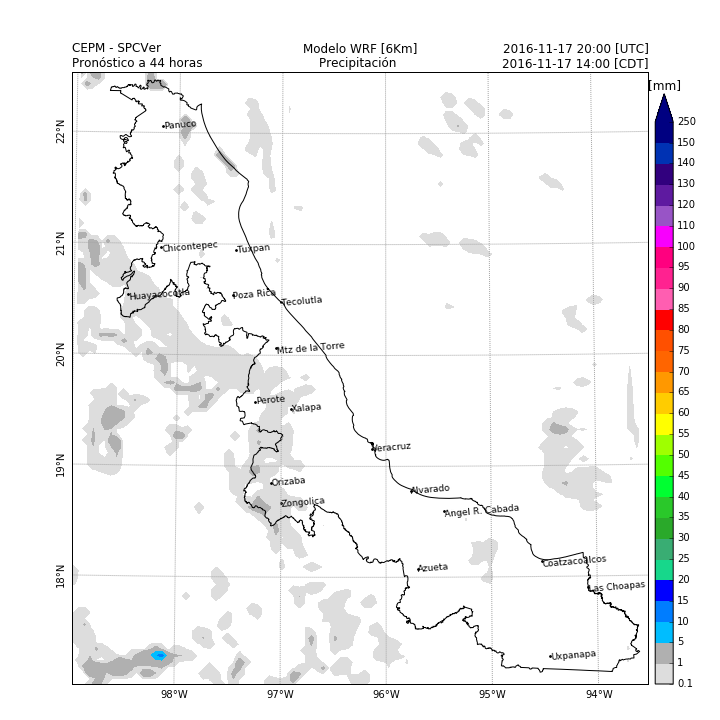 CEPM - SPCVer
Modelo WRF [6Km]
2016-11-17 20:00 [UTC]
Pronóstico a 44 horas
Precipitación
2016-11-17 14:00 [CDT]
[mm]
250
150
140
130
120
110
100
95
90
85
80
75
70
65
60
55
50
45
40
35
30
25
20
15
10
5
1
0.1
22°N
21°N
20°N
19°N
18°N
Panuco
Chicontepec
Tuxpan
Huayacocotla
Poza Rica
Tecolutla
Mtz de la Torre
Perote
Xalapa
Veracruz
Orizaba
Alvarado
Zongolica
Angel R. Cabada
Azueta
Coatzacoalcos
Las Choapas
Uxpanapa
98°W
97°W
96°W
95°W
94°W